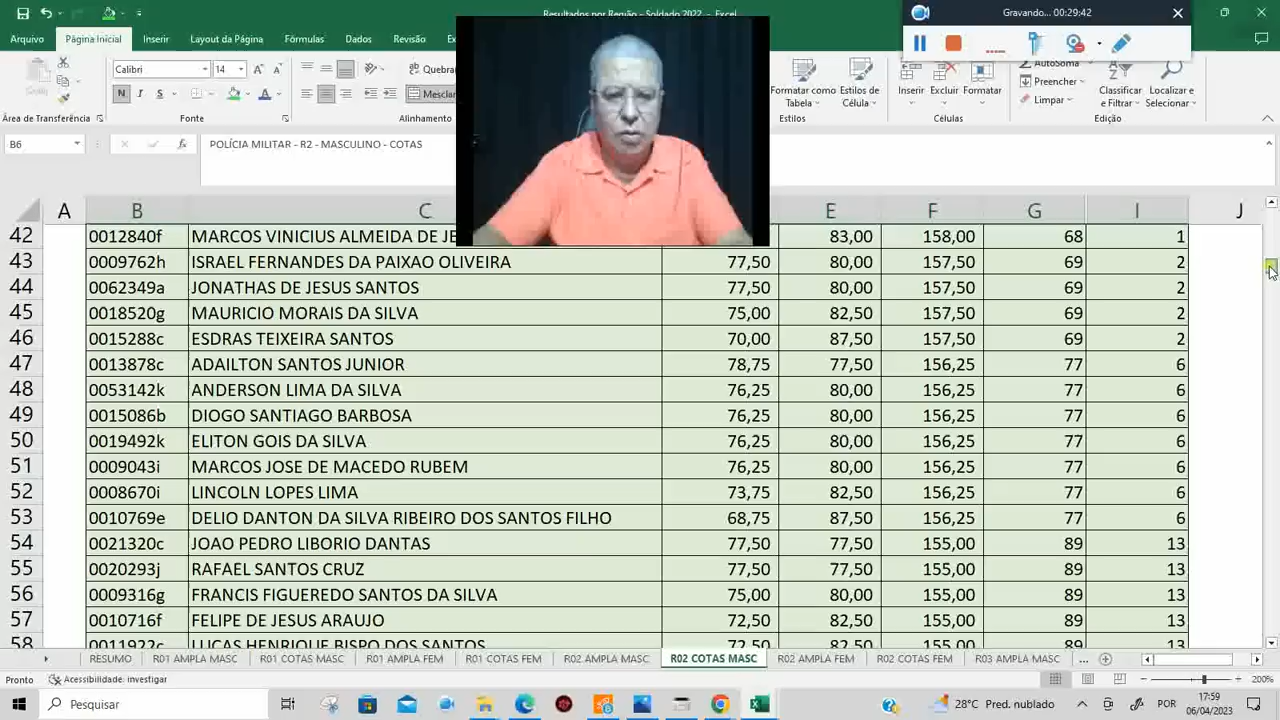 Resultados por Região - Soldado 2022 - Excel
Gravando... 00:29:42
Arquivo Página Inicial Inserir Layout da Página Fórmulas Dados Revisão
Calibri 14 Quebrar
N I S Mesclar
AutoSoma
Preencher
Limpar
Formatar como Tabela Estilos de Célula Inserir Excluir Formatar Classificar e Filtrar Localizar e Selecionar
Área de Transferência Fonte Alinhamento Estilos Células Edição
B6 fx POLÍCIA MILITAR - R2 - MASCULINO - COTAS
A B C E F G I J
42 0012840f MARCOS VINICIUS ALMEIDA DE 83,00 158,00 68 1
43 0009762h ISRAEL FERNANDES DA PAIXAO OLIVEIRA 77,50 80,00 157,50 69 2
44 0062349a JONATHAS DE JESUS SANTOS 77,50 80,00 157,50 69 2
45 0018520g MAURICIO MORAIS DA SILVA 75,00 82,50 157,50 69 2
46 0015288c ESDRAS TEIXEIRA SANTOS 70,00 87,50 157,50 69 2
47 0013878c ADAILTON SANTOS JUNIOR 78,75 77,50 156,25 77 6
48 0053142k ANDERSON LIMA DA SILVA 76,25 80,00 156,25 77 6
49 0015086b DIOGO SANTIAGO BARBOSA 76,25 80,00 156,25 77 6
50 0019492k ELITON GOIS DA SILVA 76,25 80,00 156,25 77 6
51 0009043i MARCOS JOSE DE MACEDO RUBEM 76,25 80,00 156,25 77 6
52 0008670i LINCOLN LOPES LIMA 73,75 82,50 156,25 77 6
53 0010769e DELIO DANTON DA SILVA RIBEIRO DOS SANTOS FILHO 68,75 87,50 156,25 77 6
54 0021320c JOAO PEDRO LIBORIO DANTAS 77,50 77,50 155,00 89 13
55 0020293j RAFAEL SANTOS CRUZ 77,50 77,50 155,00 89 13
56 0009316g FRANCIS FIGUEREDO SANTOS DA SILVA 75,00 80,00 155,00 89 13
57 0010716f FELIPE DE JESUS ARAUJO 72,50 82,50 155,00 89 13
58 0011922c LUCAS HENRIQUE BISPO DOS SANTOS 72,50 82,50 155,00 89 13
RESUMO R01 AMPLA MASC R01 COTAS MASC R01 AMPLA FEM R01 COTAS FEM R02 AMPLA MASC R02 COTAS MASC R02 AMPLA FEM R02 COTAS FEM R03 AMPLA MASC ...
Pronto Acessibilidade: investigar 200%
Pesquisar 28°C Pred. nublado POR 17:59
06/04/2023